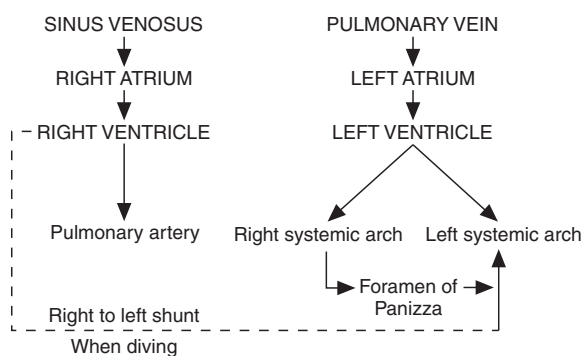 SINUS VENOSUS
PULMONARY VEIN
RIGHT ATRIUM
LEFT ATRIUM
RIGHT VENTRICLE
LEFT VENTRICLE
Pulmonary artery
Right systemic arch
Left systemic arch
Foramen of
Panizza
Right to left shunt
When diving